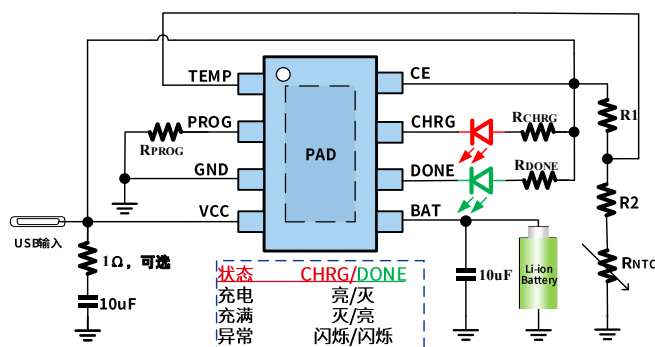 TEMP
CE
PROG
CHRG
RCHRG
R1
RPROG
PAD
RDONE
GND
DONE
R2
VCC
BAT
USB输入
1Ω，可选
10uF
10uF
Li-ion
Battery
RNTC
状态 CHRG/DONE
充电 亮/灭
充满 灭/亮
异常 闪烁/闪烁